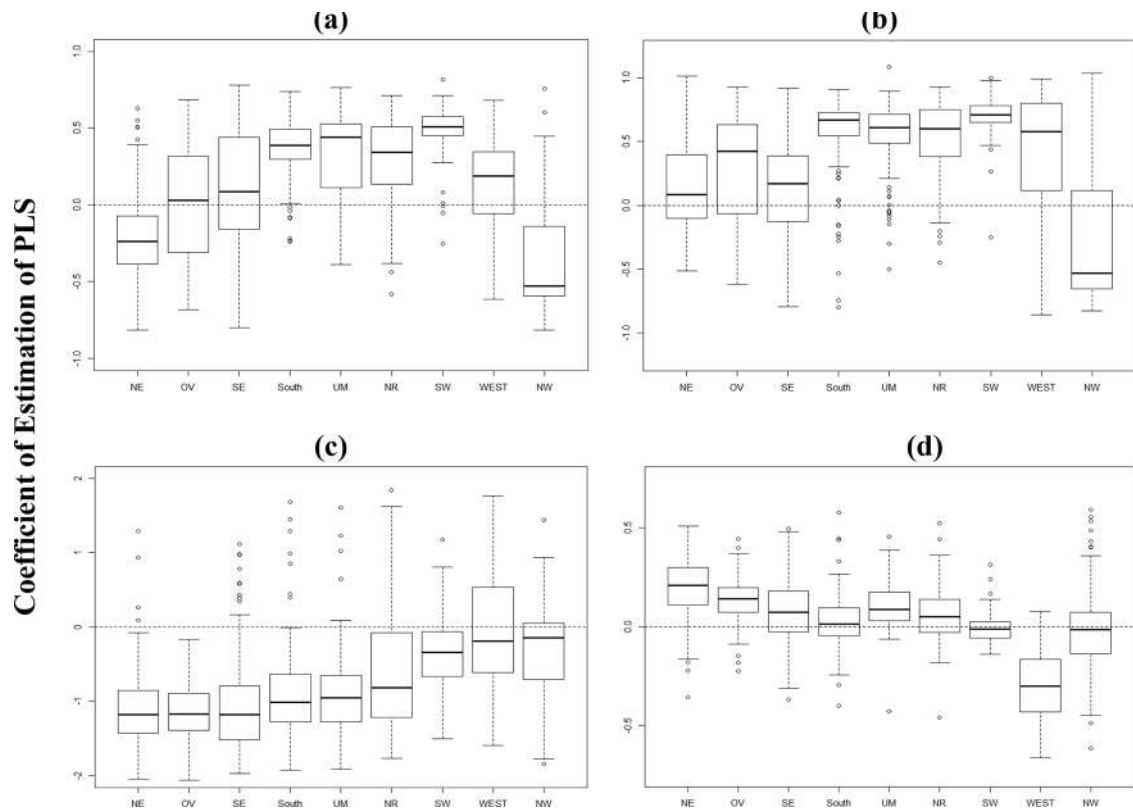 Coefficient of Estimation of PLS
(a)
1.0
0.5
0.0
-0.5
-1.0
NE OV SE South UM NR SW WEST NW
(b)
1.0
0.5
0.0
-0.5
-1.0
NE OV SE South UM NR SW WEST NW
(c)
2
1
0
-1
-2
NE OV SE South UM NR SW WEST NW
(d)
0.5
0.0
-0.5
NE OV SE South UM NR SW WEST NW